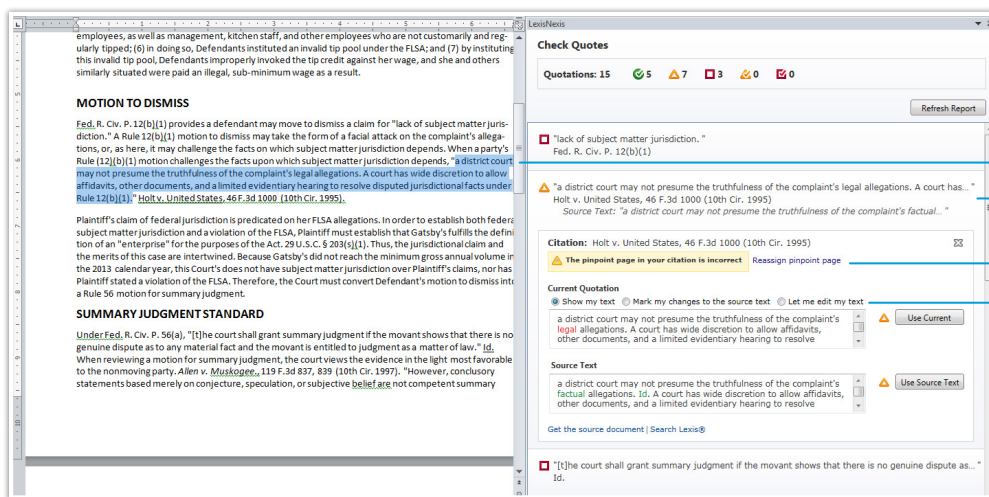 LexisNexis
employees, as well as management, kitchen staff, and other employees who are not customarily and reg-
ularly tipped; (6) in doing so, Defendants instituted an invalid tip pool under the FLSA; and (7) by instituting
this invalid tip pool, Defendants improperly invoked the tip credit against her wage, and she and others
similarly situated were paid an illegal, sub-minimum wage as a result.
MOTION TO DISMISS
Fed. R. Civ. P. 12(b)(1) provides a defendant may move to dismiss a claim for "lack of subject matter juris-
diction." A Rule 12(b)(1) motion to dismiss may take the form of a facial attack on the complaint's allega-
tions, or, as here, it may challenge the facts on which subject matter jurisdiction depends. When a party's
Rule (12)(b)(1) motion challenges the facts upon which subject matter jurisdiction depends, "a district court
may not presume the truthfulness of the complaint's legal allegations. A court has wide discretion to allow
affidavits, other documents, and a limited evidentiary hearing to resolve disputed jurisdictional facts under
Rule 12(b)(1)." Holt v. United States, 46 F.3d 1000 (10th Cir. 1995).
Plaintiff's claim of federal jurisdiction is predicated on her FLSA allegations. In order to establish both federa
subject matter jurisdiction and a violation of the FLSA, Plaintiff must establish that Gatsby's fulfills the defini
tion of an "enterprise" for the purposes of the Act. 29 U.S.C. § 203(s)(1). Thus, the jurisdictional claim and
the merits of this case are intertwined. Because Gatsby's did not reach the minimum gross annual volume in
the 2013 calendar year, this Court's does not have subject matter jurisdiction over Plaintiff's claims, nor has
Plaintiff stated a violation of the FLSA. Therefore, the Court must convert Defendant's motion to dismiss into
a Rule 56 motion for summary judgment.
SUMMARY JUDGMENT STANDARD
Under Fed. R. Civ. P. 56(a), "[t]he court shall grant summary judgment if the movant shows that there is no
genuine dispute as to any material fact and the movant is entitled to judgment as a matter of law." Id.
When reviewing a motion for summary judgment, the court views the evidence in the light most favorable
to the nonmoving party. Allen v. Muskogee,, 119 F.3d 837, 839 (10th Cir. 1997). "However, conclusory
statements based merely on conjecture, speculation, or subjective belief are not competent summary
Check Quotes
Quotations: 15 5 7 3 0 0
Refresh Report
"lack of subject matter jurisdiction. "
Fed. R. Civ. P. 12(b)(1)
"a district court may not presume the truthfulness of the complaint's legal allegations. A court has... "
Holt v. United States, 46 F.3d 1000 (10th Cir. 1995)
Source Text: "a district court may not presume the truthfulness of the complaint's factual..."
Citation: Holt v. United States, 46 F.3d 1000 (10th Cir. 1995)
The pinpoint page in your citation is incorrect Reassign pinpoint page
Current Quotation
Show my text Mark my changes to the source text Let me edit my text
a district court may not presume the truthfulness of the complaint's
legal allegations. A court has wide discretion to allow affidavits,
other documents, and a limited evidentiary hearing to resolve
Use Current
Source Text
a district court may not presume the truthfulness of the complaint's
factual allegations. Id. A court has wide discretion to allow affidavits,
other documents, and a limited evidentiary hearing to resolve
Use Source Text
Get the source document | Search Lexis®
"[t]he court shall grant summary judgment if the movant shows that there is no genuine dispute as... "
Id.